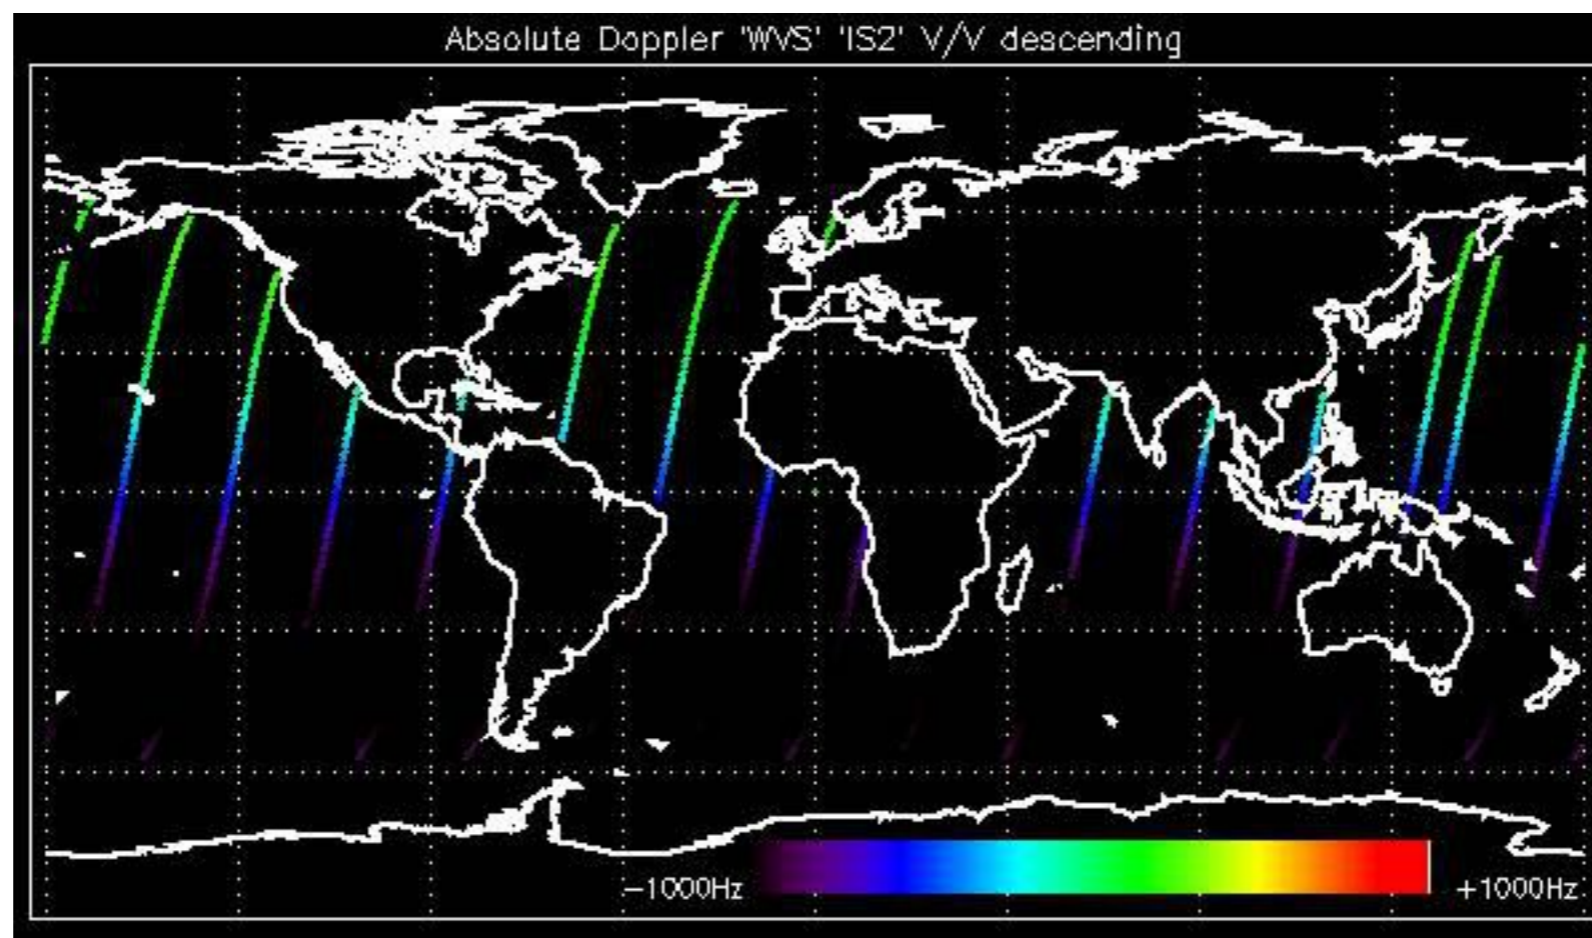 Absolute Doppler 'WVS' 'IS2' V/V descending
−1000Hz
+1000Hz